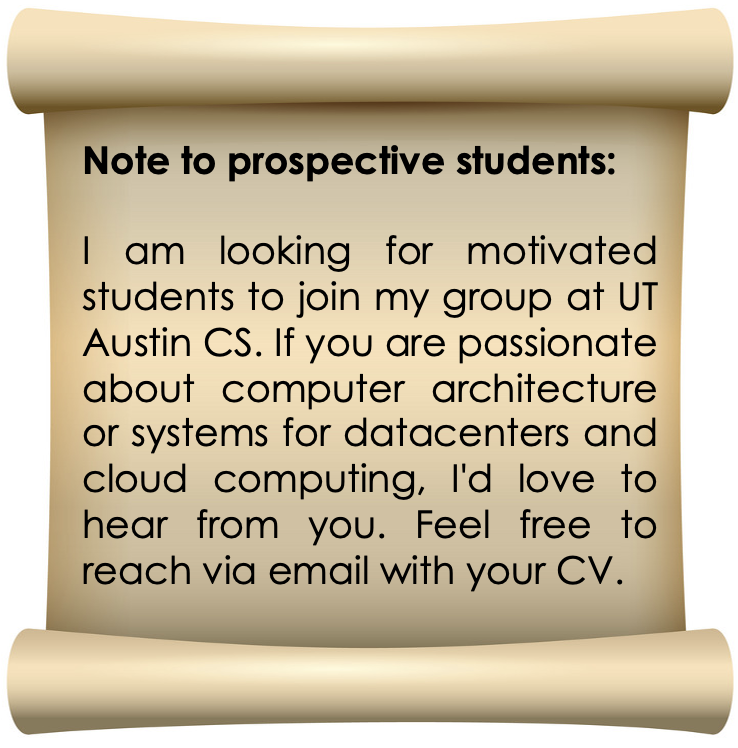 Note to prospective students:
I am looking for motivated
students to join my group at UT
Austin CS. If you are passionate
about computer architecture
or systems for datacenters and
cloud computing, I'd love to
hear from you. Feel free to
reach via email with your CV.